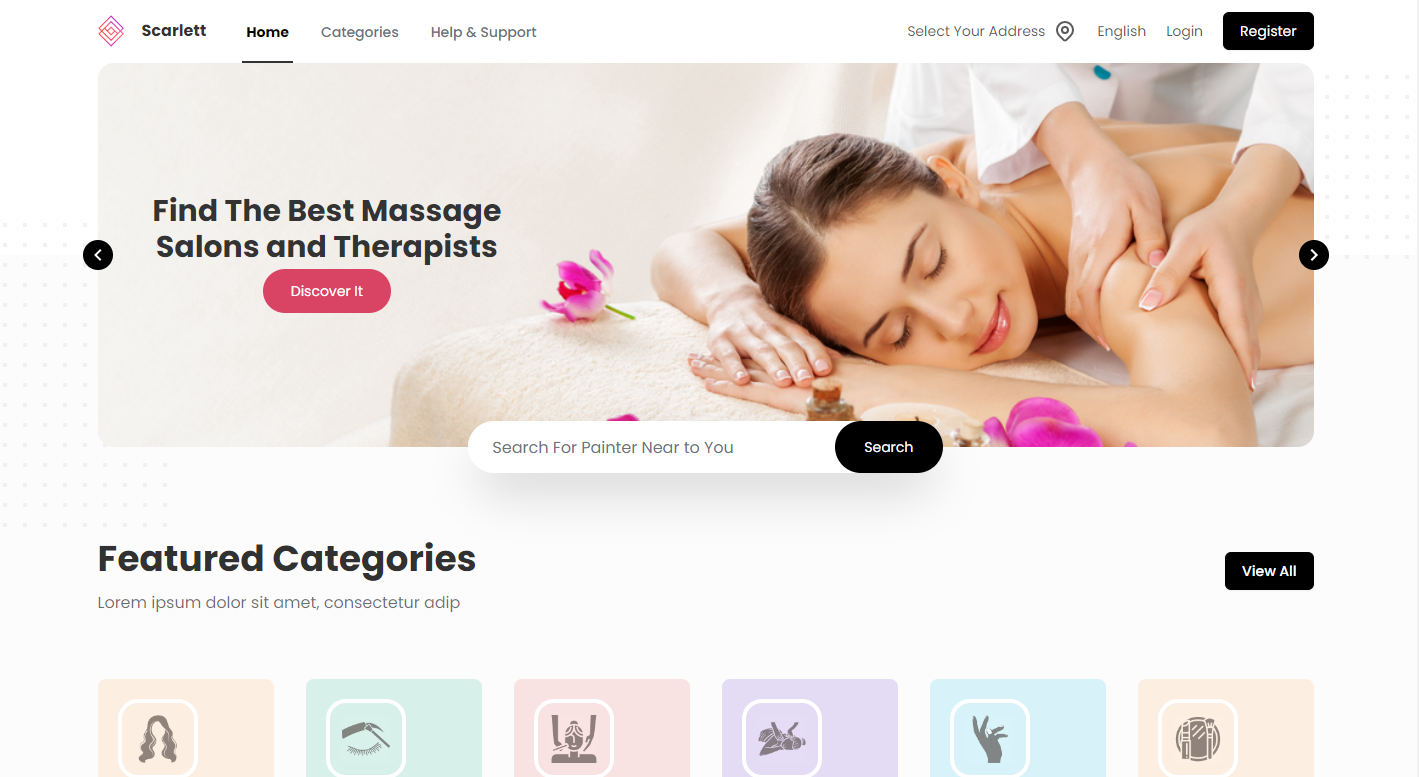 Scarlett
Home
Categories
Help & Support
Select Your Address
English
Login
Register
Find The Best Massage
Salons and Therapists
Discover It
Search For Painter Near to You
Search
Featured Categories
View All
Lorem ipsum dolor sit amet, consectetur adip